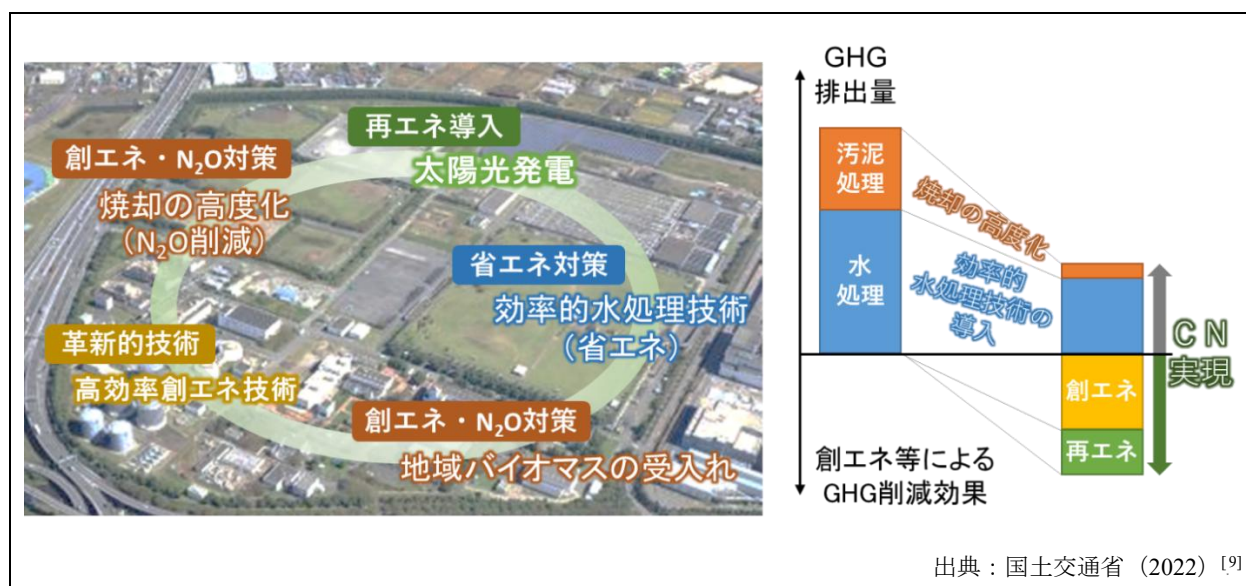 再エネ導入
太陽光発電
創エネ・N₂O対策
焼却の高度化
(N₂O削減)
省エネ対策
効率的水処理技術
(省エネ)
革新的技術
高効率創エネ技術
創エネ・N₂O対策
地域バイオマスの受入れ
GHG
排出量
汚泥
処理
水
処理
焼却の高度化
効率的
水処理技術の
導入
創エネ
再エネ
CN
実現
創エネ等による
GHG削減効果
出典：国土交通省（2022）[9]